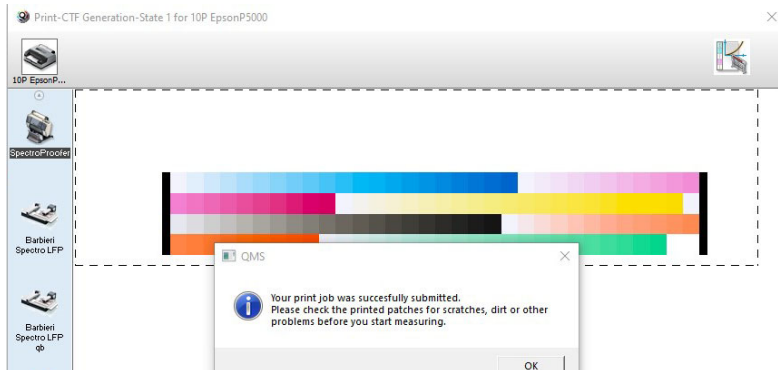 Print-CTF Generation-State 1 for 10P EpsonP5000
10P EpsonP...
SpectroProofer
Barbieri
Spectro LFP
Barbieri
Spectro LFP
qb
QMS
Your print job was succesfully submitted.
Please check the printed patches for scratches, dirt or other
problems before you start measuring.
OK